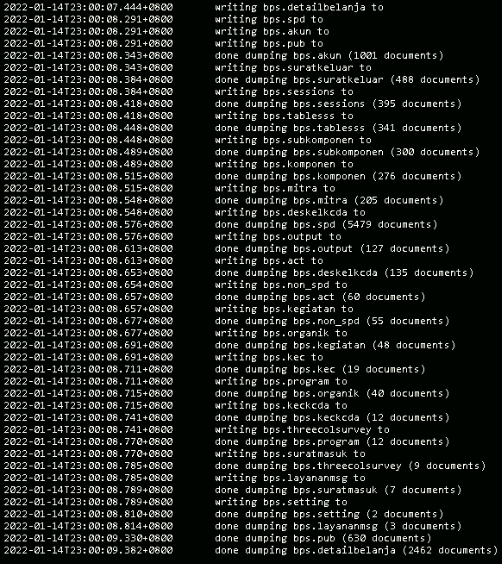 2022-01-14T23:00:07.444+0800 writing bps.detailbelanja to
2022-01-14T23:00:08.291+0800 writing bps.spd to
2022-01-14T23:00:08.291+0800 writing bps.akun to
2022-01-14T23:00:08.291+0800 writing bps.pub to
2022-01-14T23:00:08.343+0800 done dumping bps.akun (1001 documents)
2022-01-14T23:00:08.343+0800 writing bps.suratkeluar to
2022-01-14T23:00:08.384+0800 done dumping bps.suratkeluar (488 documents)
2022-01-14T23:00:08.384+0800 writing bps.sessions to
2022-01-14T23:00:08.418+0800 done dumping bps.sessions (395 documents)
2022-01-14T23:00:08.418+0800 writing bps.tablesss to
2022-01-14T23:00:08.448+0800 done dumping bps.tablesss (341 documents)
2022-01-14T23:00:08.448+0800 writing bps.subkomponen to
2022-01-14T23:00:08.489+0800 done dumping bps.subkomponen (300 documents)
2022-01-14T23:00:08.489+0800 writing bps.komponen to
2022-01-14T23:00:08.515+0800 done dumping bps.komponen (276 documents)
2022-01-14T23:00:08.515+0800 writing bps.mitra to
2022-01-14T23:00:08.548+0800 done dumping bps.mitra (205 documents)
2022-01-14T23:00:08.548+0800 writing bps.deskelkcda to
2022-01-14T23:00:08.576+0800 done dumping bps.spd (5479 documents)
2022-01-14T23:00:08.576+0800 writing bps.output to
2022-01-14T23:00:08.613+0800 done dumping bps.output (127 documents)
2022-01-14T23:00:08.613+0800 writing bps.act to
2022-01-14T23:00:08.653+0800 done dumping bps.deskelkcda (135 documents)
2022-01-14T23:00:08.654+0800 writing bps.non_spd to
2022-01-14T23:00:08.657+0800 done dumping bps.act (60 documents)
2022-01-14T23:00:08.657+0800 writing bps.kegiatan to
2022-01-14T23:00:08.677+0800 done dumping bps.non_spd (55 documents)
2022-01-14T23:00:08.677+0800 writing bps.organik to
2022-01-14T23:00:08.691+0800 done dumping bps.kegiatan (48 documents)
2022-01-14T23:00:08.691+0800 writing bps.kec to
2022-01-14T23:00:08.711+0800 done dumping bps.kec (19 documents)
2022-01-14T23:00:08.711+0800 writing bps.program to
2022-01-14T23:00:08.715+0800 done dumping bps.organik (40 documents)
2022-01-14T23:00:08.715+0800 writing bps.keckcda to
2022-01-14T23:00:08.741+0800 done dumping bps.keckcda (12 documents)
2022-01-14T23:00:08.741+0800 writing bps.threecolsurvey to
2022-01-14T23:00:08.770+0800 done dumping bps.program (12 documents)
2022-01-14T23:00:08.770+0800 writing bps.suratmasuk to
2022-01-14T23:00:08.785+0800 done dumping bps.threecolsurvey (9 documents)
2022-01-14T23:00:08.785+0800 writing bps.layananmsg to
2022-01-14T23:00:08.789+0800 done dumping bps.suratmasuk (7 documents)
2022-01-14T23:00:08.789+0800 writing bps.setting to
2022-01-14T23:00:08.810+0800 done dumping bps.setting (2 documents)
2022-01-14T23:00:08.814+0800 done dumping bps.layananmsg (3 documents)
2022-01-14T23:00:09.330+0800 done dumping bps.pub (630 documents)
2022-01-14T23:00:09.382+0800 done dumping bps.detailbelanja (2462 documents)